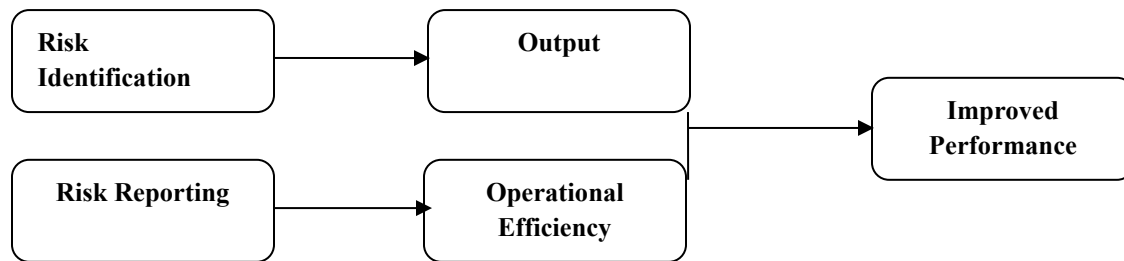 Risk
Identification
Output
Improved
Performance
Risk Reporting
Operational
Efficiency